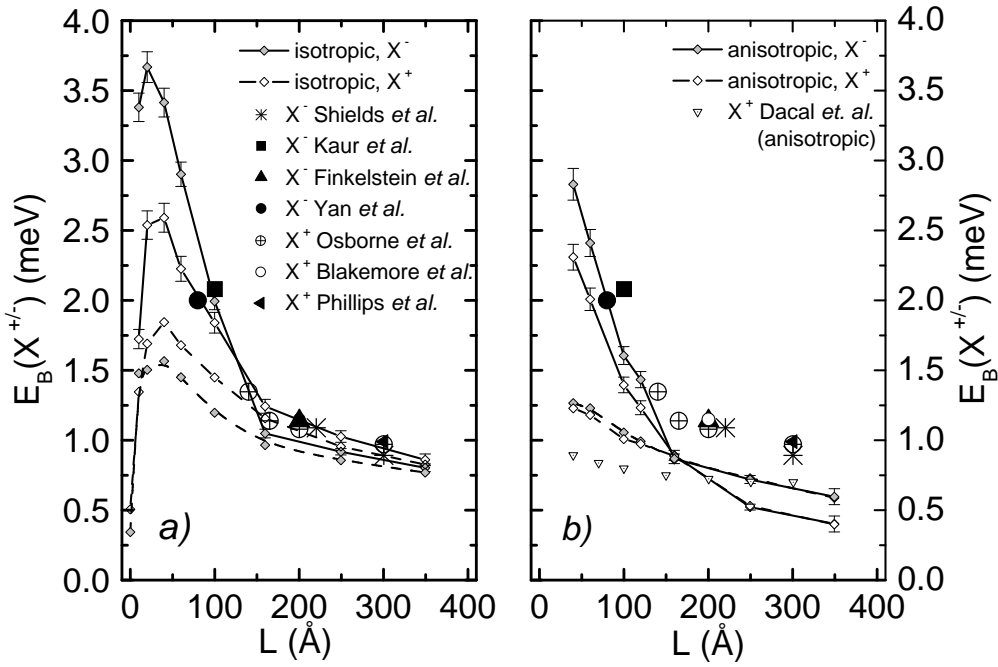 4.0
3.5
3.0
2.5
2.0
1.5
1.0
0.5
0.0
E_B(X^{+/-}) (meV)
isotropic, X^-
isotropic, X^+
X^- Shields et al.
X^- Kaur et al.
X^- Finkelstein et al.
X^- Yan et al.
X^+ Osborne et al.
X^+ Blakemore et al.
X^+ Phillips et al.
a)
0 100 200 300 400
L (Å)
anisotropic, X^-
anisotropic, X^+
X^+ Dacal et. al.
(anisotropic)
b)
0 100 200 300 400
L (Å)
4.0
3.5
3.0
2.5
2.0
1.5
1.0
0.5
0.0
E_B(X^{+/-}) (meV)